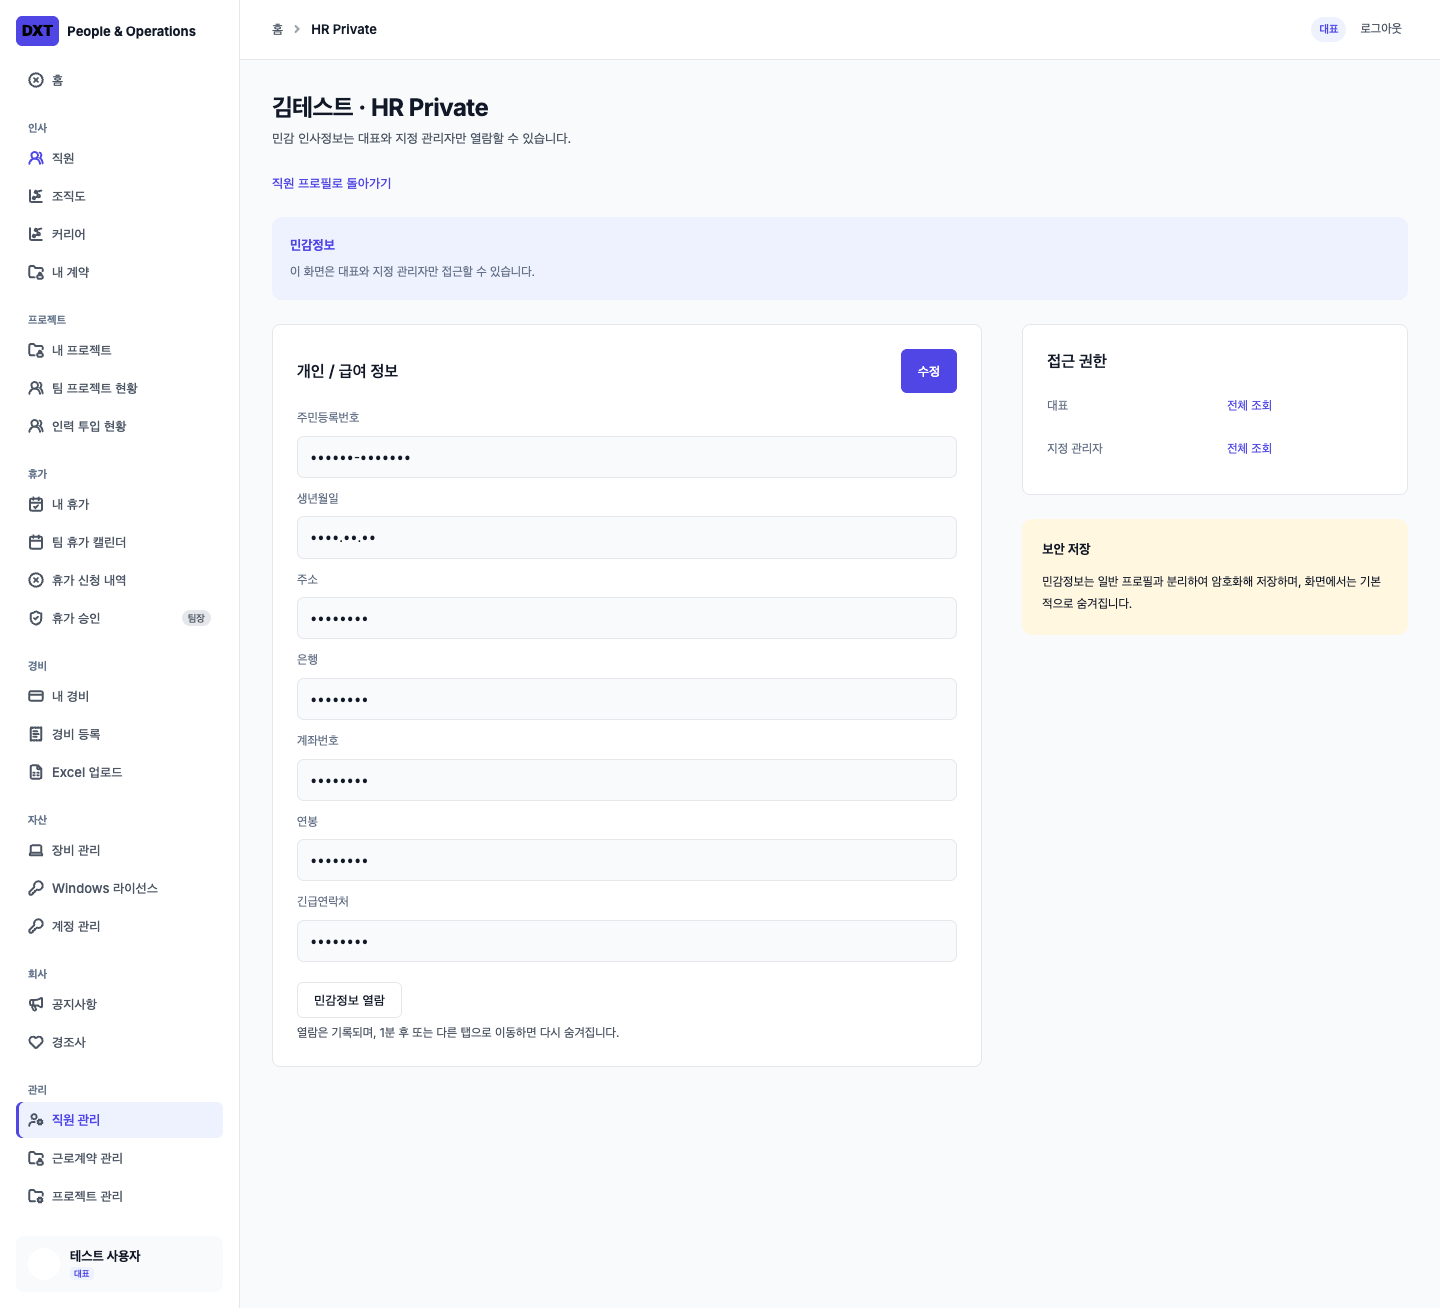 DXT People & Operations
홈
인사
직원
조직도
커리어
내 계약
프로젝트
내 프로젝트
팀 프로젝트 현황
인력 투입 현황
휴가
내 휴가
팀 휴가 캘린더
휴가 신청 내역
휴가 승인 팀장
경비
내 경비
경비 등록
Excel 업로드
자산
장비 관리
Windows 라이선스
계정 관리
회사
공지사항
경조사
관리
직원 관리
근로계약 관리
프로젝트 관리
테스트 사용자
대표
홈 > HR Private
대표 로그아웃
김테스트 · HR Private
민감 인사정보는 대표와 지정 관리자만 열람할 수 있습니다.
직원 프로필로 돌아가기
민감정보
이 화면은 대표와 지정 관리자만 접근할 수 있습니다.
개인 / 급여 정보
수정
주민등록번호
••••••-•••••••
생년월일
••••.••.••
주소
••••••••
은행
••••••••
계좌번호
••••••••
연봉
••••••••
긴급연락처
••••••••
민감정보 열람
열람은 기록되며, 1분 후 또는 다른 탭으로 이동하면 다시 숨겨집니다.
접근 권한
대표 전체 조회
지정 관리자 전체 조회
보안 저장
민감정보는 일반 프로필과 분리하여 암호화해 저장하며, 화면에서는 기본
적으로 숨겨집니다.